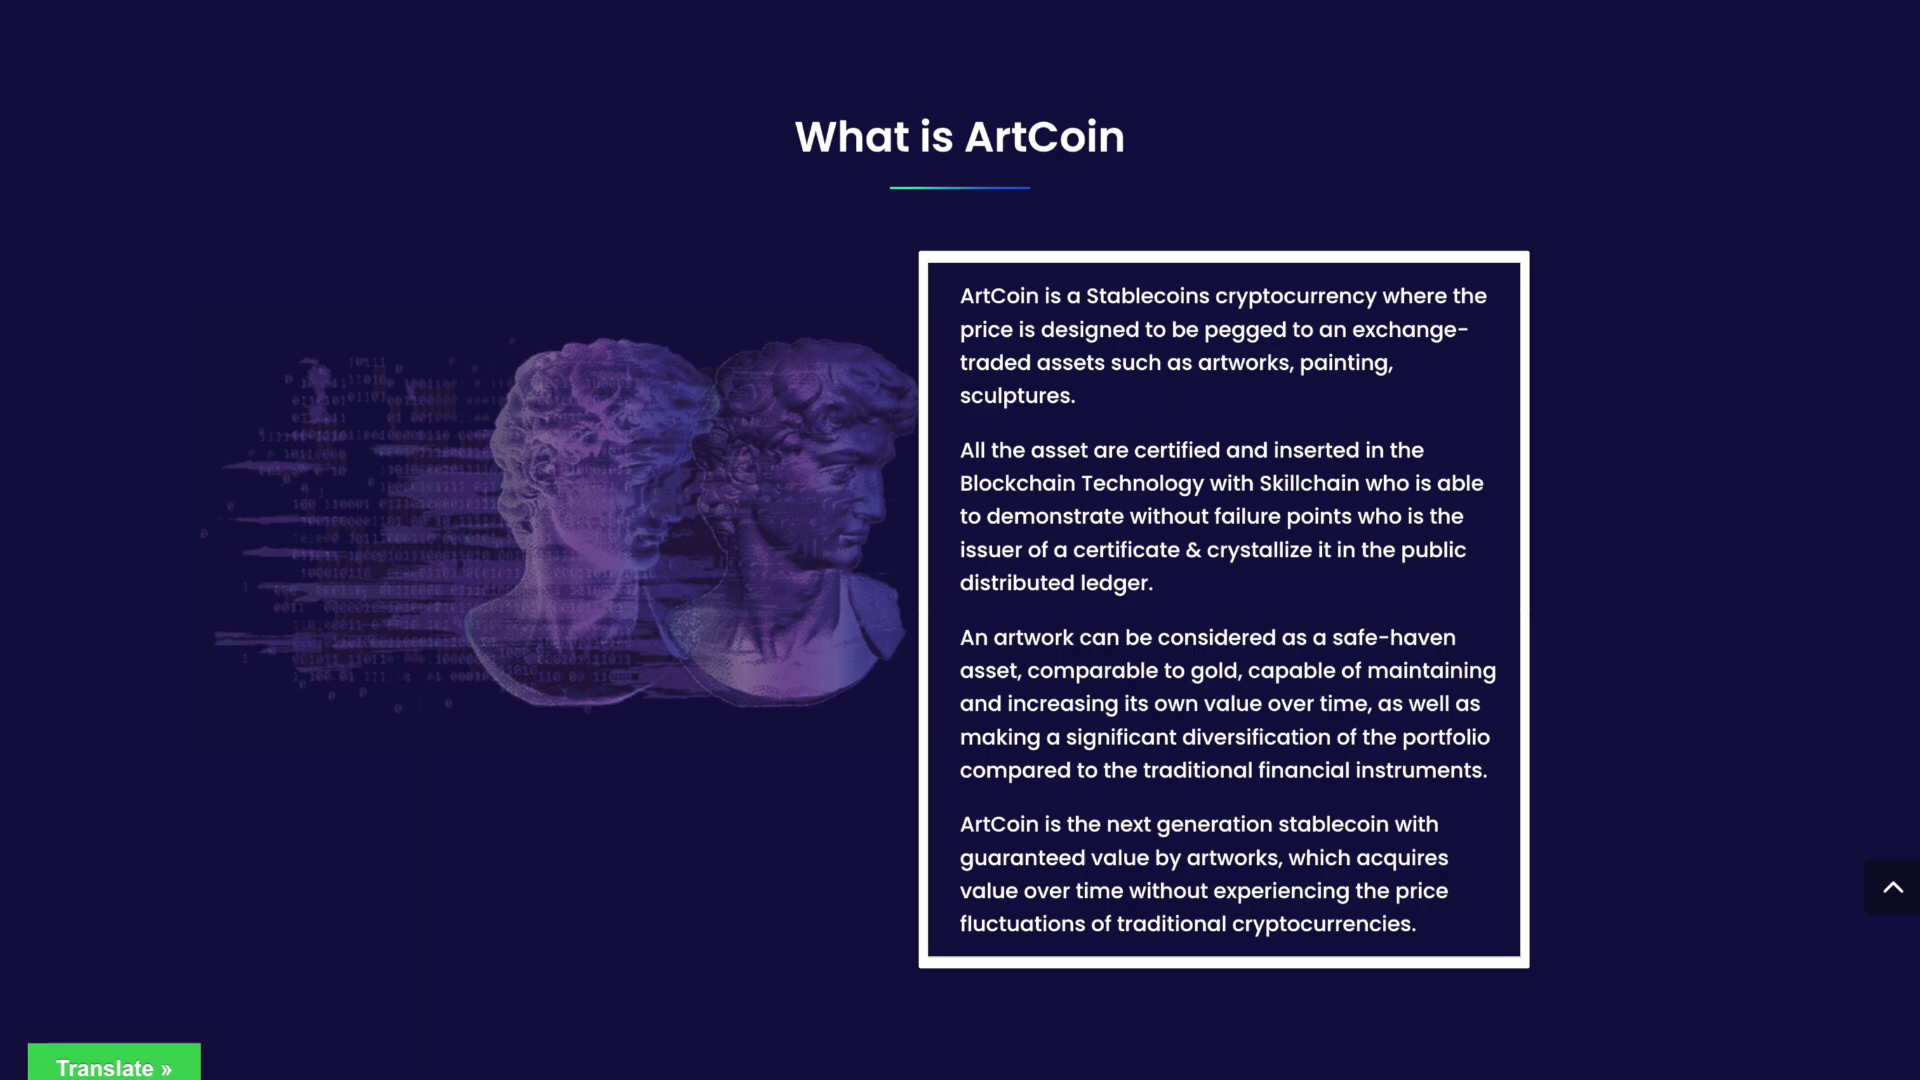 What is ArtCoin
ArtCoin is a Stablecoins cryptocurrency where the
price is designed to be pegged to an exchange-
traded assets such as artworks, painting,
sculptures.
All the asset are certified and inserted in the
Blockchain Technology with Skillchain who is able
to demonstrate without failure points who is the
issuer of a certificate & crystallize it in the public
distributed ledger.
An artwork can be considered as a safe-haven
asset, comparable to gold, capable of maintaining
and increasing its own value over time, as well as
making a significant diversification of the portfolio
compared to the traditional financial instruments.
ArtCoin is the next generation stablecoin with
guaranteed value by artworks, which acquires
value over time without experiencing the price
fluctuations of traditional cryptocurrencies.
Translate »